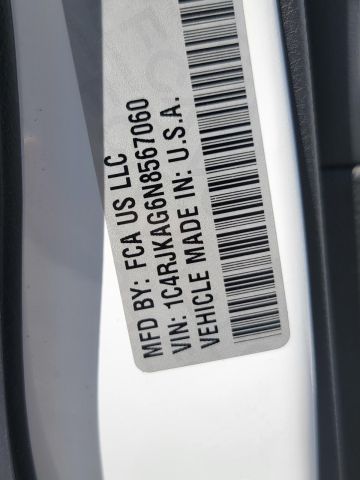 MFD BY: FCA US LLC
VIN: 1C4RJKAG6N8567060
VEHICLE MADE IN: U.S.A.